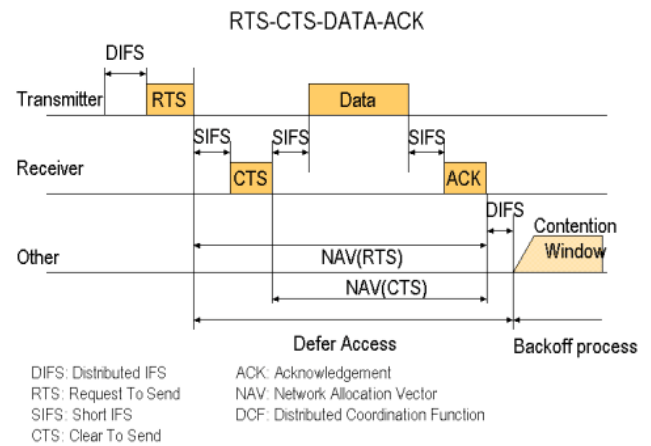 RTS-CTS-DATA-ACK
DIFS
Transmitter
RTS
Data
SIFS
SIFS
SIFS
Receiver
CTS
ACK
DIFS
Contention
Window
Other
NAV(RTS)
NAV(CTS)
Defer Access
Backoff process
DIFS: Distributed IFS
RTS: Request To Send
SIFS: Short IFS
CTS: Clear To Send
ACK: Acknowledgement
NAV: Network Allocation Vector
DCF: Distributed Coordination Function